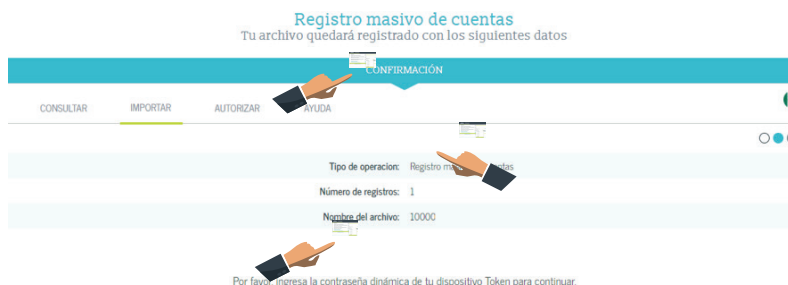 Registro masivo de cuentas
Tu archivo quedará registrado con los siguientes datos
CONFIRMACIÓN
CONSULTAR IMPORTAR AUTORIZAR AYUDA
Tipo de operacion: Registro
Número de registros: 1
Nombre del archivo: 10000
Por favor, ingresa la contraseña dinámica de tu dispositivo Token para continuar.